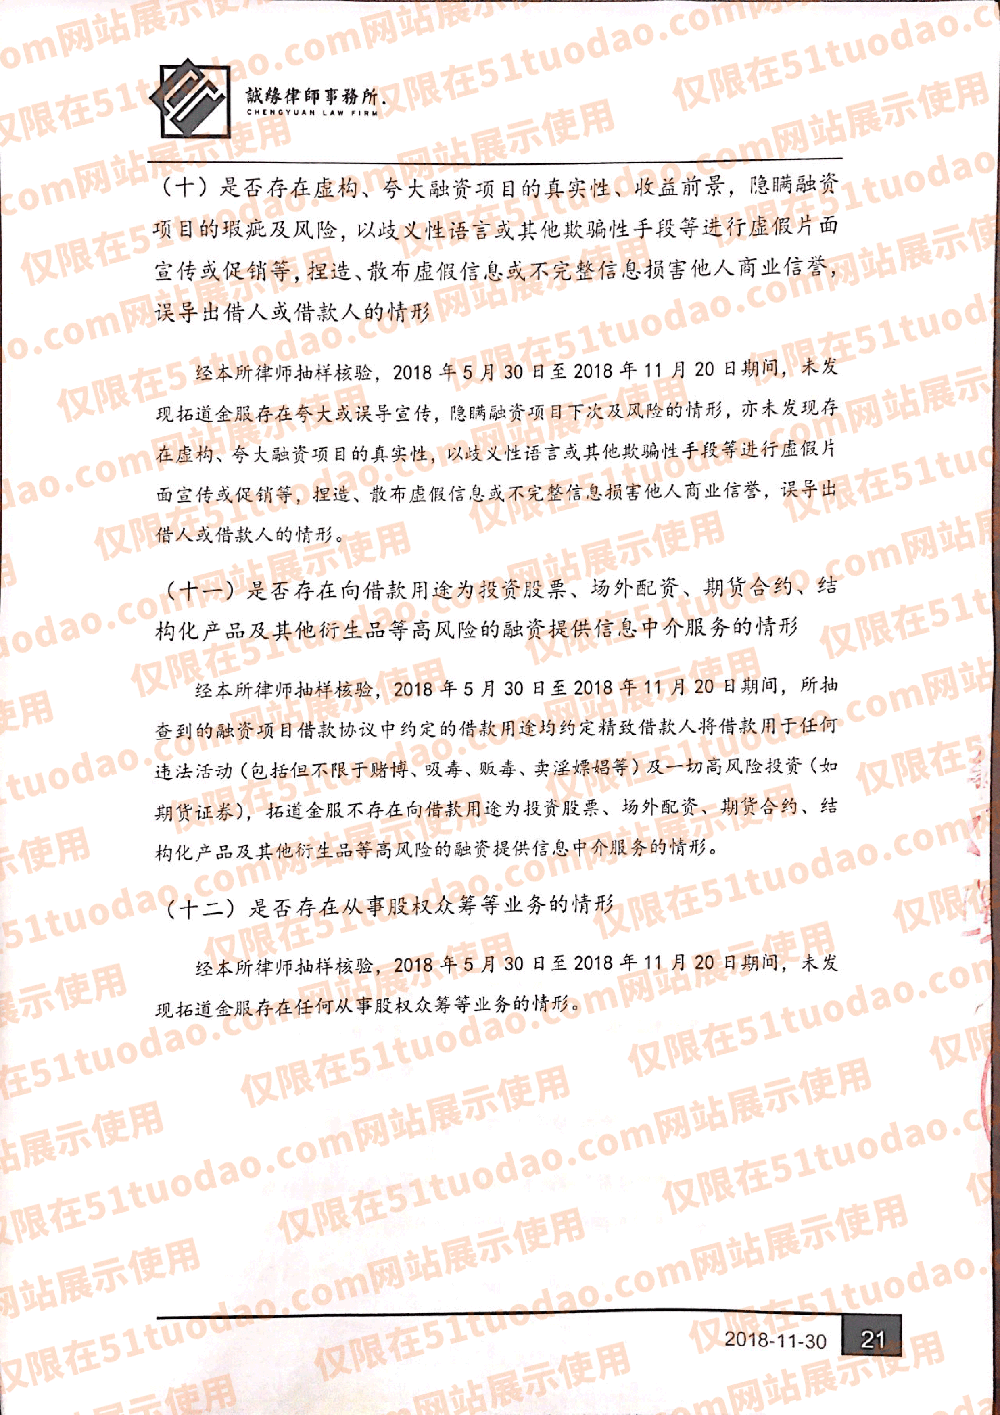 誠緣律師事務所.
CHENGYUAN LAW FIRM
（十）是否存在虚构、夸大融资项目的真实性、收益前景，隐瞒融资
项目的瑕疵及风险，以歧义性语言或其他欺骗性手段等进行虚假片面
宣传或促销等，捏造、散布虚假信息或不完整信息损害他人商业信誉，
误导出借人或借款人的情形
经本所律师抽样核验，2018 年 5 月 30 日至 2018 年 11 月 20 日期间，未发
现拓道金服存在夸大或误导宣传，隐瞒融资项目下次及风险的情形，亦未发现存
在虚构、夸大融资项目的真实性，以歧义性语言或其他欺骗性手段等进行虚假片
面宣传或促销等，捏造、散布虚假信息或不完整信息损害他人商业信誉，误导出
借人或借款人的情形。
（十一）是否存在向借款用途为投资股票、场外配资、期货合约、结
构化产品及其他衍生品等高风险的融资提供信息中介服务的情形
经本所律师抽样核验，2018 年 5 月 30 日至 2018 年 11 月 20 日期间，所抽
查到的融资项目借款协议中约定的借款用途均约定精致借款人将借款用于任何
违法活动（包括但不限于赌博、吸毒、贩毒、卖淫嫖娼等）及一切高风险投资（如
期货证券），拓道金服不存在向借款用途为投资股票、场外配资、期货合约、结
构化产品及其他衍生品等高风险的融资提供信息中介服务的情形。
（十二）是否存在从事股权众筹等业务的情形
经本所律师抽样核验，2018 年 5 月 30 日至 2018 年 11 月 20 日期间，未发
现拓道金服存在任何从事股权众筹等业务的情形。
2018-11-30 21
仅限在51tuodao.com网站展示使用